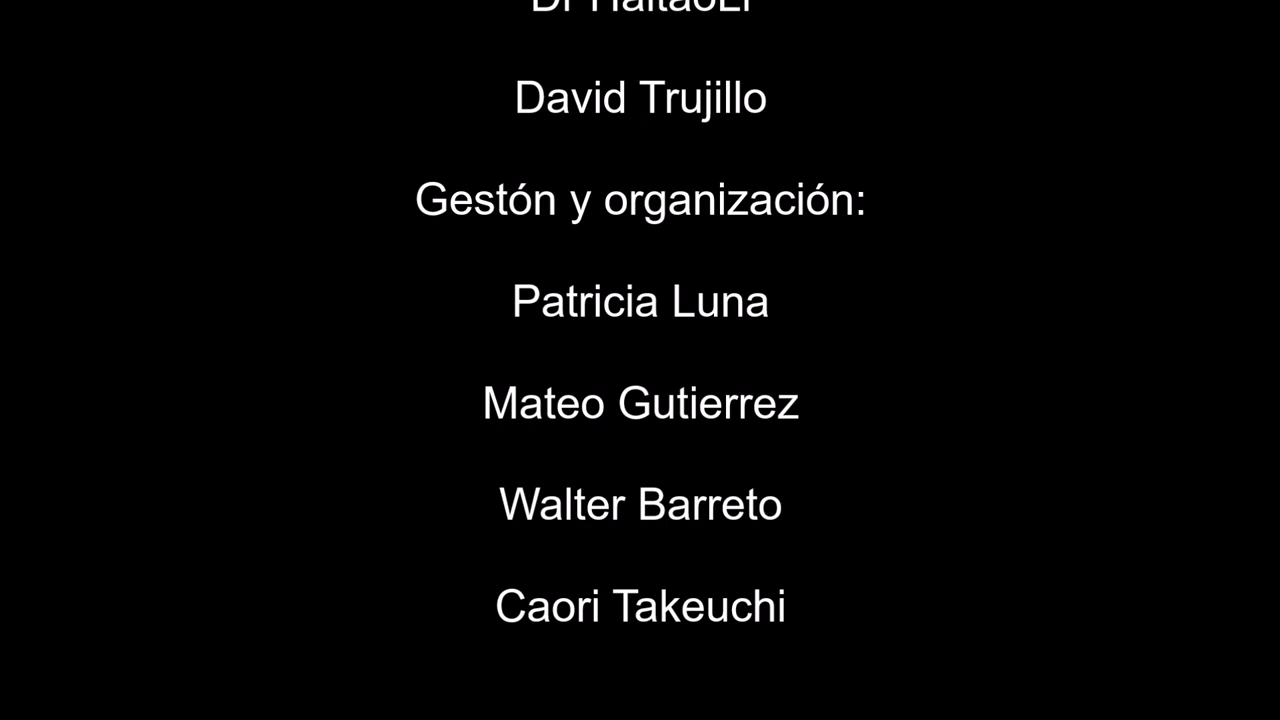 David Trujillo
Gestón y organización:
Patricia Luna
Mateo Gutierrez
Walter Barreto
Caori Takeuchi